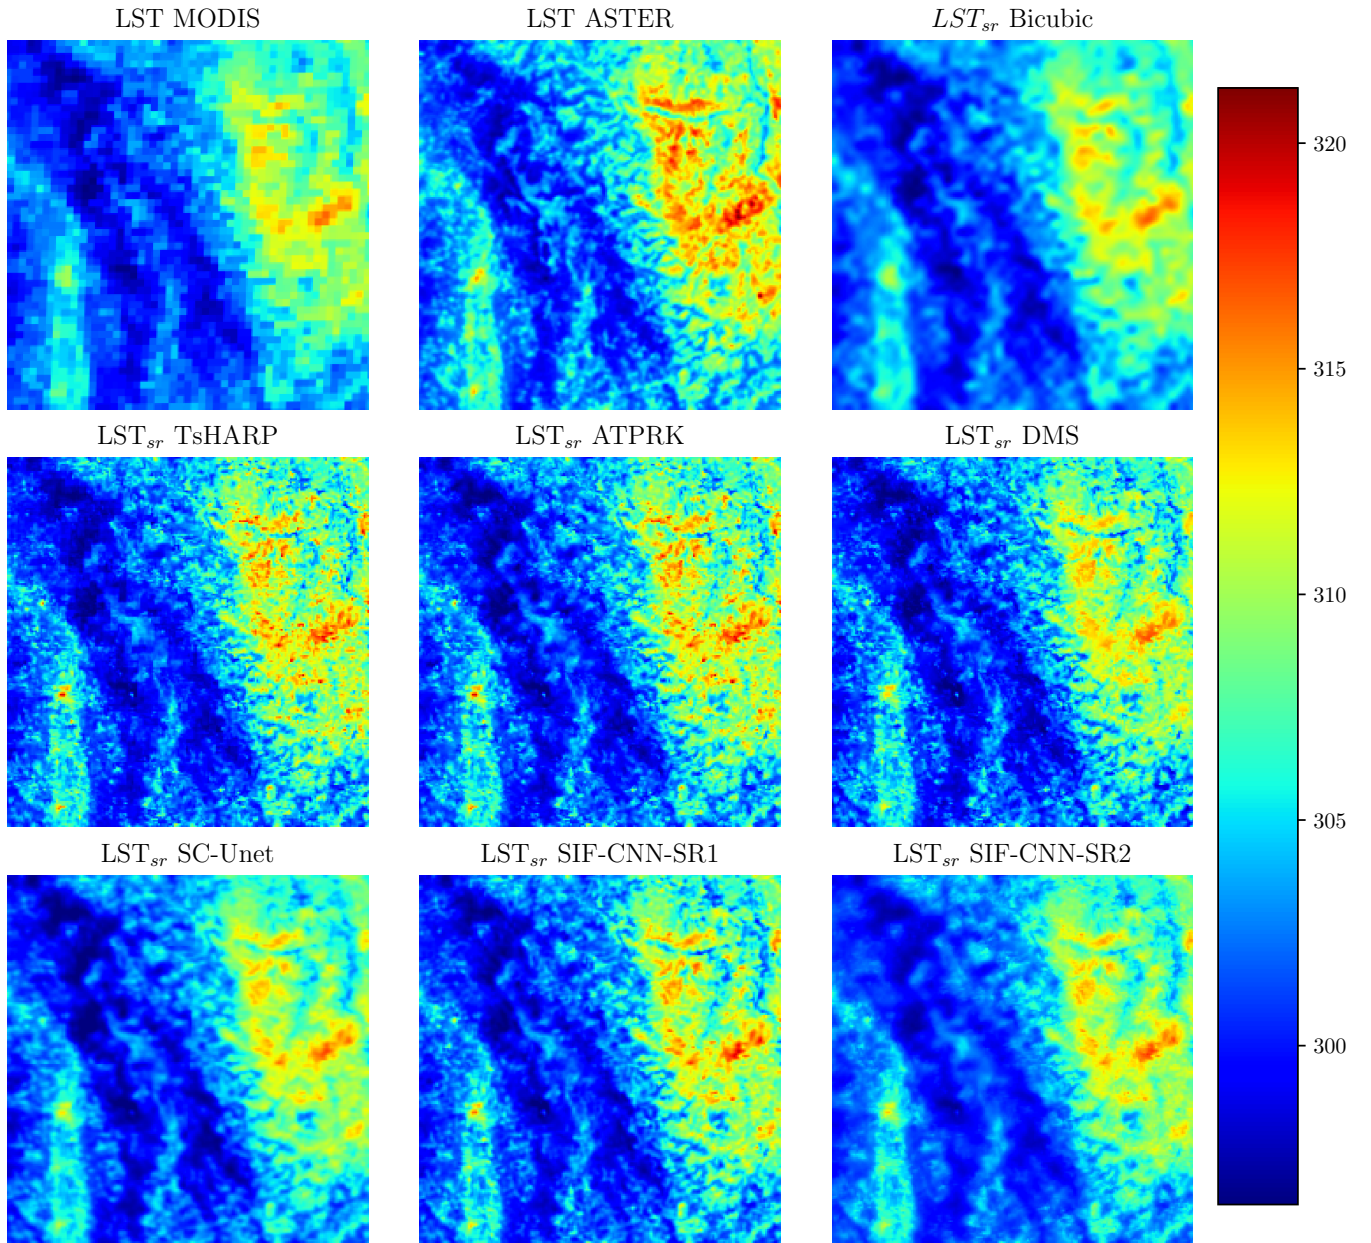 LST MODIS
LST ASTER
LST_sr Bicubic
LST_sr TsHARP
LST_sr ATPRK
LST_sr DMS
LST_sr SC-Unet
LST_sr SIF-CNN-SR1
LST_sr SIF-CNN-SR2
320
315
310
305
300